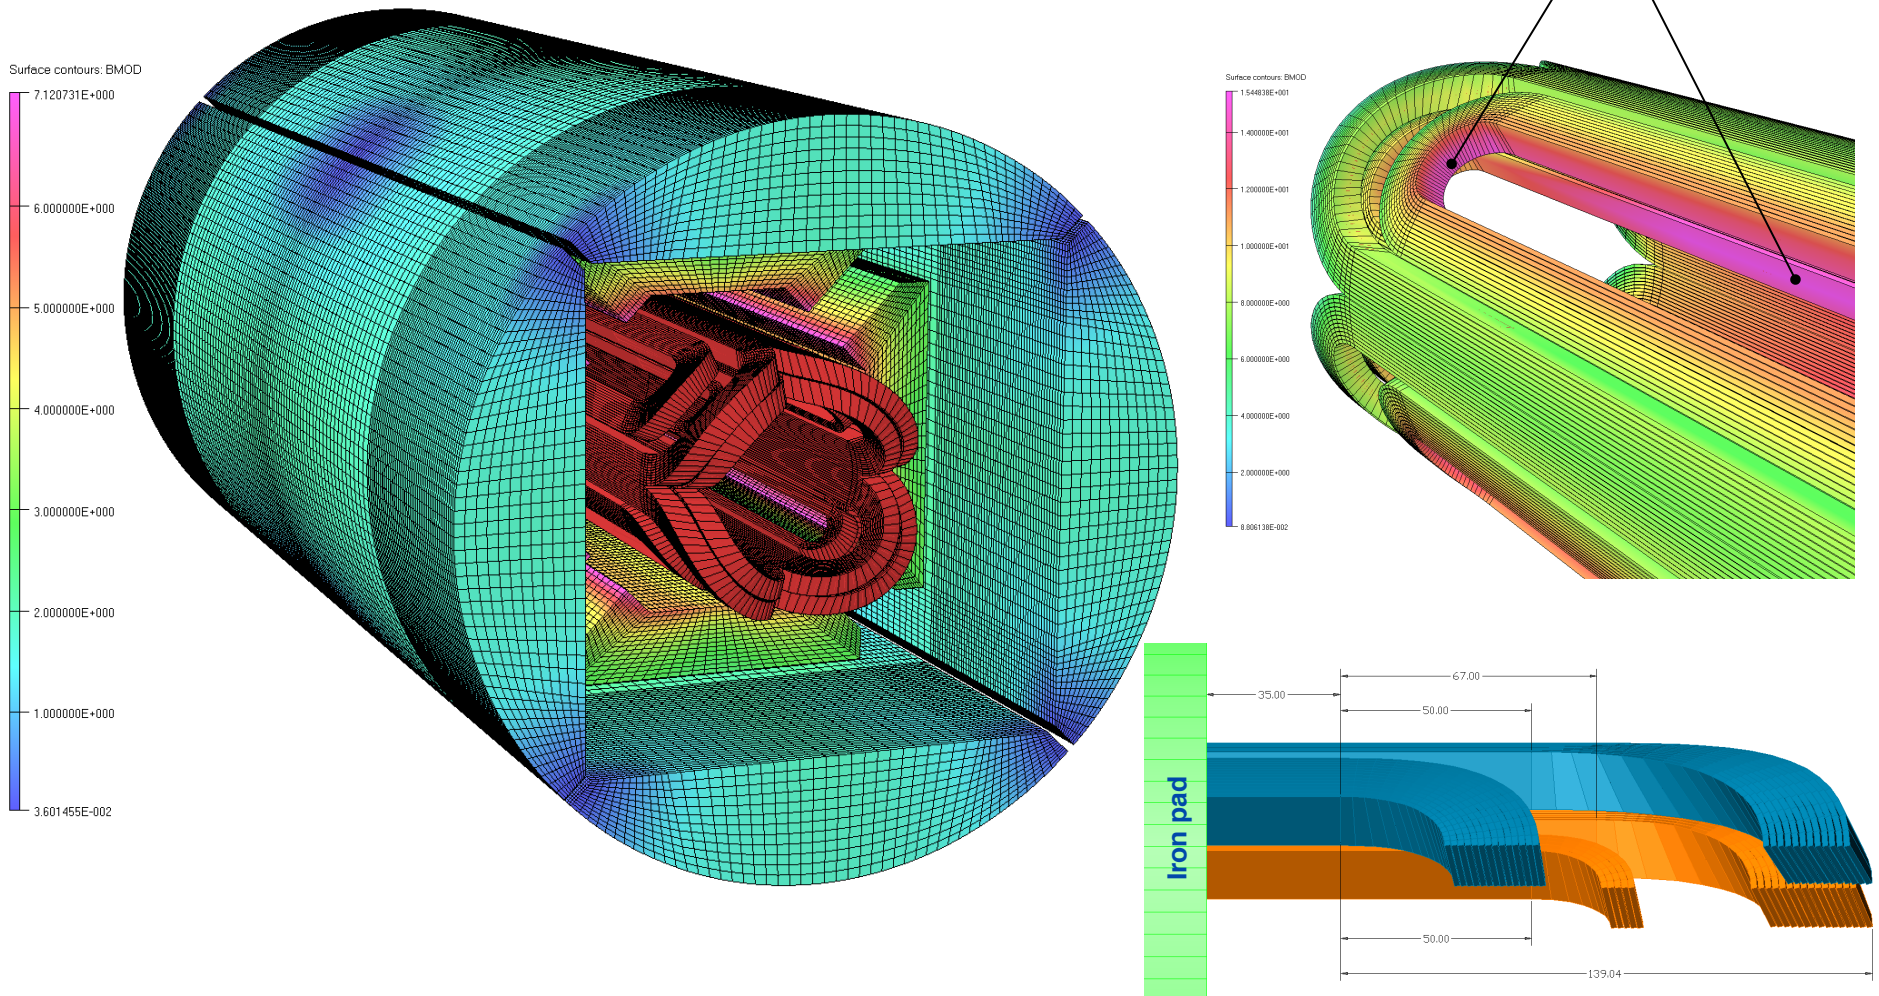 Surface contours: BMOD
7.120731E+000
6.000000E+000
5.000000E+000
4.000000E+000
3.000000E+000
2.000000E+000
1.000000E+000
3.601455E-002
Surface contours: BMOD
1.544838E+001
1.400000E+001
1.200000E+001
1.000000E+001
8.000000E+000
6.000000E+000
4.000000E+000
2.000000E+000
8.806138E-002
67.00
35.00
50.00
Iron pad
50.00
139.04